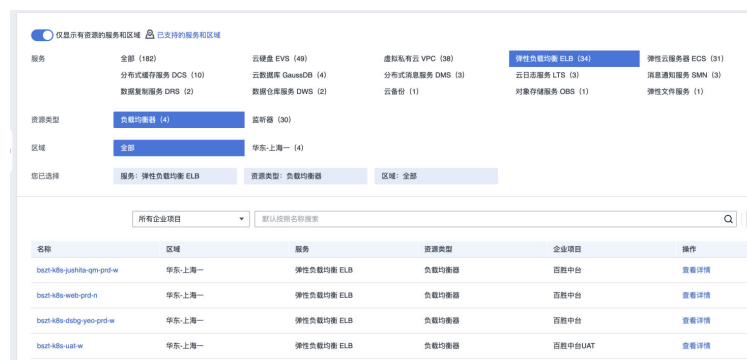 仅显示有资源的服务和区域 已支持的服务和区域
服务 全部 (182) 云硬盘 EVS (49) 虚拟私有云 VPC (38) 弹性负载均衡 ELB (34) 弹性云服务器 ECS (31)
分布式缓存服务 DCS (10) 云数据库 GaussDB (4) 分布式消息服务 DMS (3) 云日志服务 LTS (3) 消息通知服务 SMN (3)
数据复制服务 DRS (2) 数据仓库服务 DWS (2) 云备份 (1) 对象存储服务 OBS (1) 弹性文件服务 (1)
资源类型 负载均衡器 (4) 监听器 (30)
区域 全部 华东-上海一 (4)
您已选择 服务: 弹性负载均衡 ELB 资源类型: 负载均衡器 区域: 全部
所有企业项目 默认按照名称搜索
名称 区域 服务 资源类型 企业项目 操作
bszt-k8s-jushita-qm-prd-w 华东-上海一 弹性负载均衡 ELB 负载均衡器 百胜中台 查看详情
bszt-k8s-web-prd-n 华东-上海一 弹性负载均衡 ELB 负载均衡器 百胜中台 查看详情
bszt-k8s-dsbg-yeo-prd-w 华东-上海一 弹性负载均衡 ELB 负载均衡器 百胜中台 查看详情
bszt-k8s-uat-w 华东-上海一 弹性负载均衡 ELB 负载均衡器 百胜中台UAT 查看详情